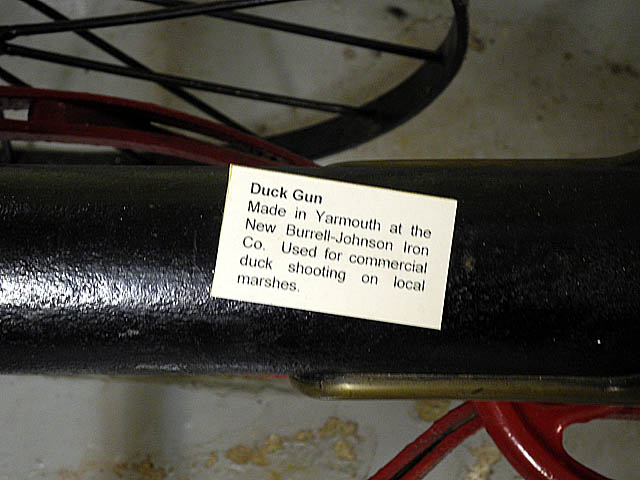 Duck Gun
Made in Yarmouth at the
New Burrell-Johnson Iron
Co. Used for commercial
duck shooting on local
marshes.